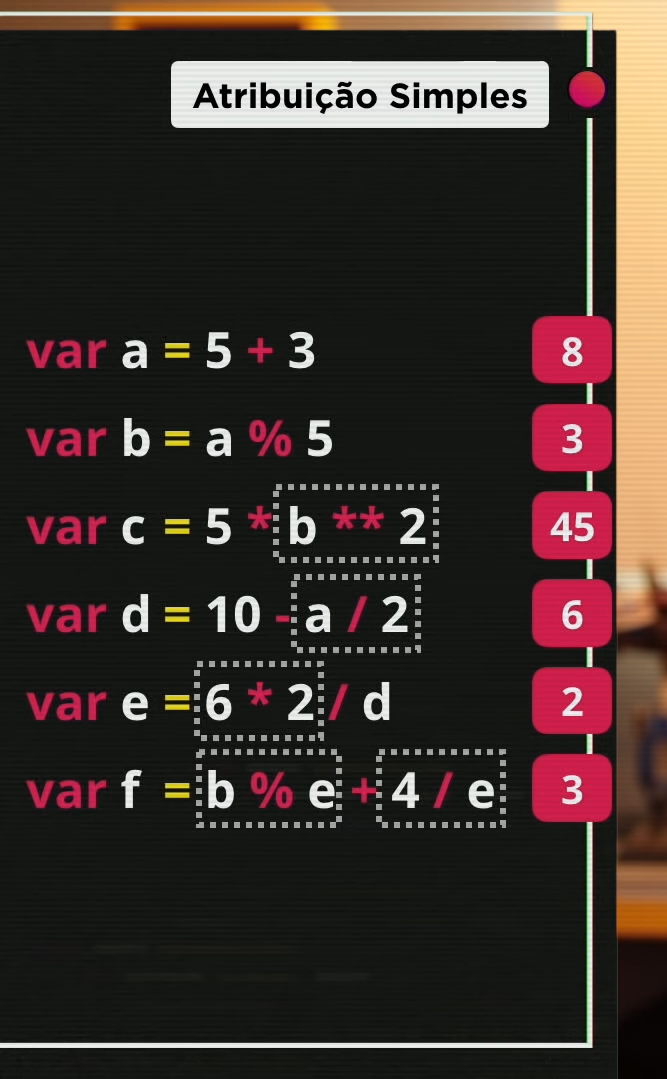 Atribuição Simples
var a = 5 + 3 8
var b = a % 5 3
var c = 5 * b ** 2 45
var d = 10 - a / 2 6
var e = 6 * 2 / d 2
var f = b % e + 4 / e 3